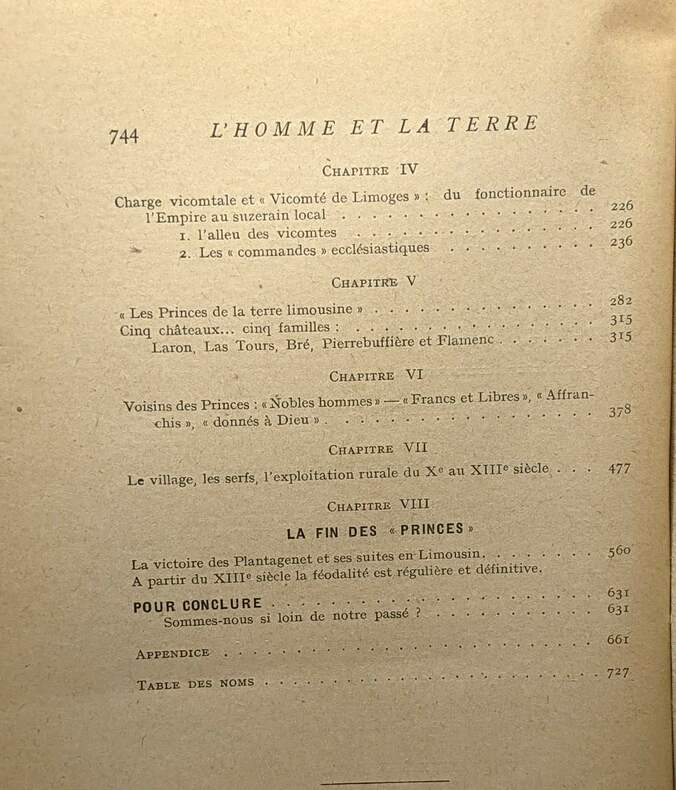 744 L'HOMME ET LA TERRE
CHAPITRE IV
Charge vicomtale et « Vicomté de Limoges » : du fonctionnaire de
l'Empire au suzerain local . . . . . . . . . . . . . . 226
1. l'alleu des vicomtes . . . . . . . . . . . . . 226
2. Les « commandes » ecclésiastiques . . . . . . . . . 236
CHAPITRE V
« Les Princes de la terre limousine » . . . . . . . . . . . . . 282
Cinq châteaux... cinq familles : . . . . . . . . . . . . . . 315
Laron, Las Tours, Bré, Pierrebuffière et Flamenc . . . . . . 315
CHAPITRE VI
Voisins des Princes : « Nobles hommes » — « Francs et Libres », « Affran-
chis », « donnés à Dieu » . . . . . . . . . . . . . . . 378
CHAPITRE VII
Le village, les serfs, l'exploitation rurale du Xe au XIIIe siècle . . . 477
CHAPITRE VIII
LA FIN DES « PRINCES »
La victoire des Plantagenet et ses suites en Limousin. . . . . . . . 560
A partir du XIIIe siècle la féodalité est régulière et définitive.
POUR CONCLURE . . . . . . . . . . . . . . . . . . 631
Sommes-nous si loin de notre passé ? . . . . . . . . . . 631
APPENDICE . . . . . . . . . . . . . . . . . . . . 661
TABLE DES NOMS . . . . . . . . . . . . . . . . . . 727